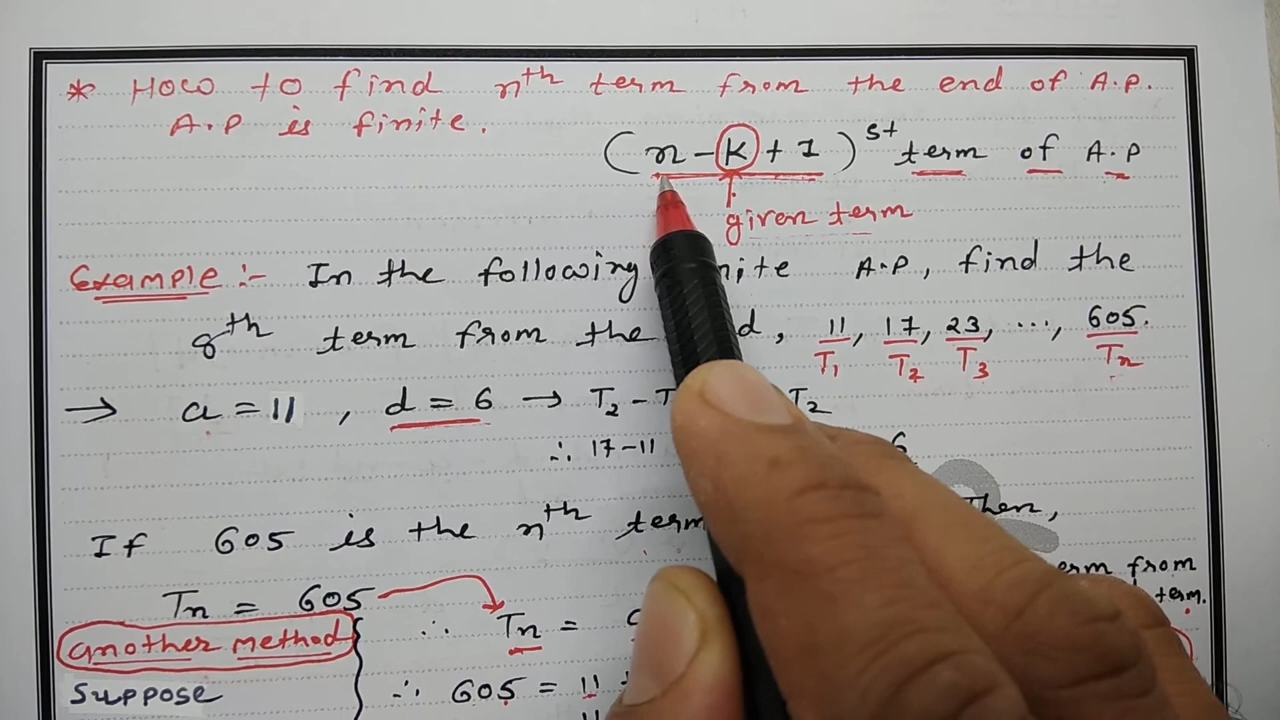 * How to find nth term from the end of A.P.
A.P is finite.
(n - k + 1)st term of A.P
given term
Example :- In the following A.P, find the
8th term from the , 11, 17, 23, ..., 605.
T1 T2 T3 Tn
→ a = 11 , d = 6 → T2 - T2
∴ 17-11 6
If 605 is the nth term Then,
Tn = 605 term from
term.
another method ∴ Tn =
Suppose ∴ 605 = 11